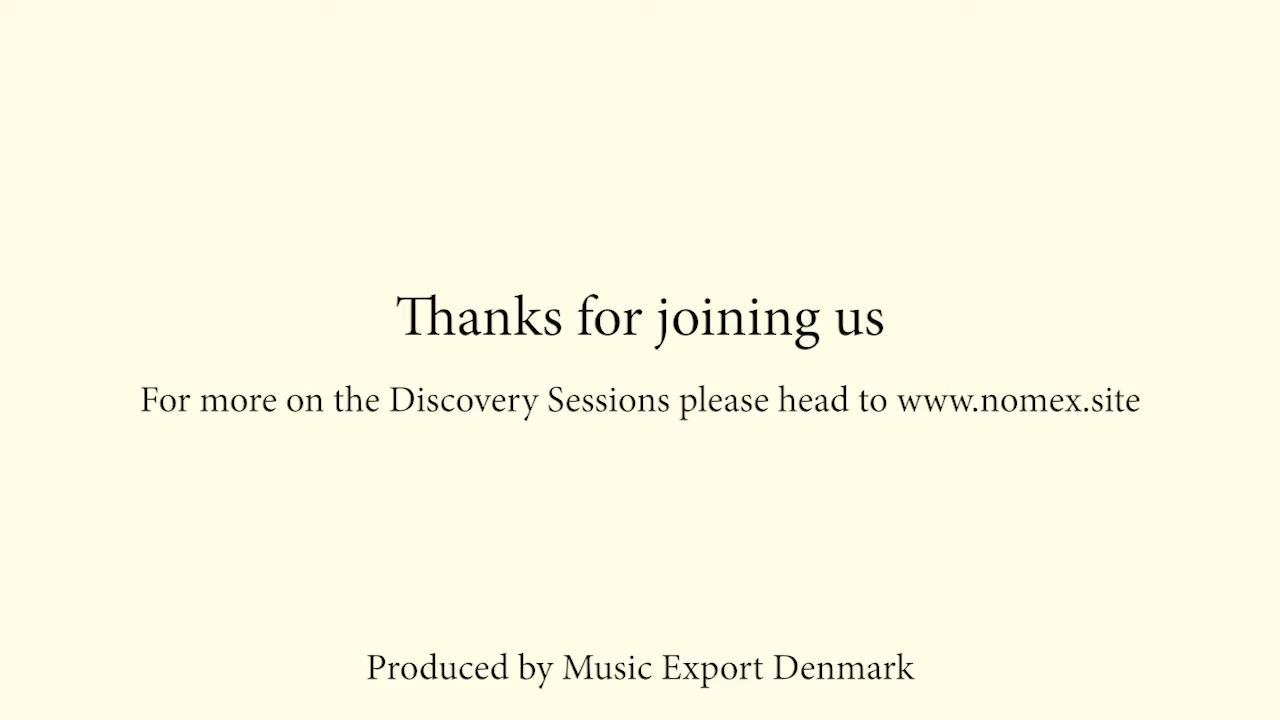 Thanks for joining us
For more on the Discovery Sessions please head to www.nomex.site
Produced by Music Export Denmark